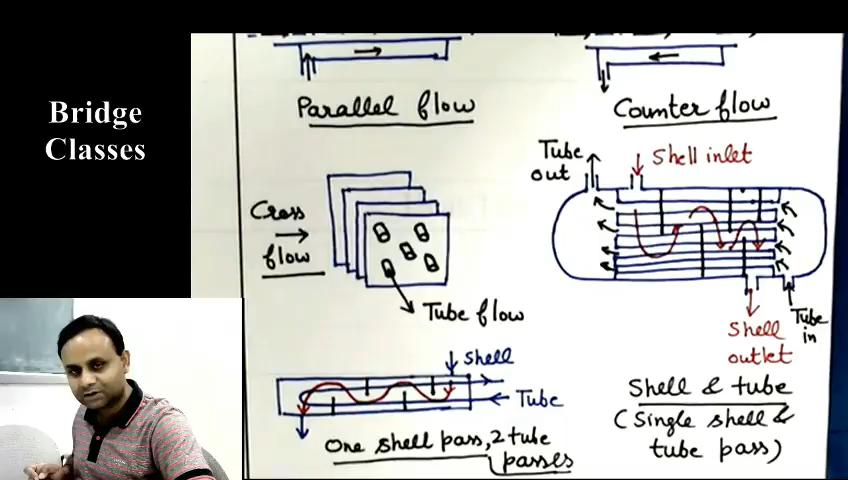 Bridge
Classes
Parallel flow
Counter flow
Tube
out
Shell inlet
Cross
flow
Tube flow
Shell
outlet
Tube
in
Shell
Tube
One shell pass, 2 tube
passes
Shell & tube
(Single shell &
tube pass)